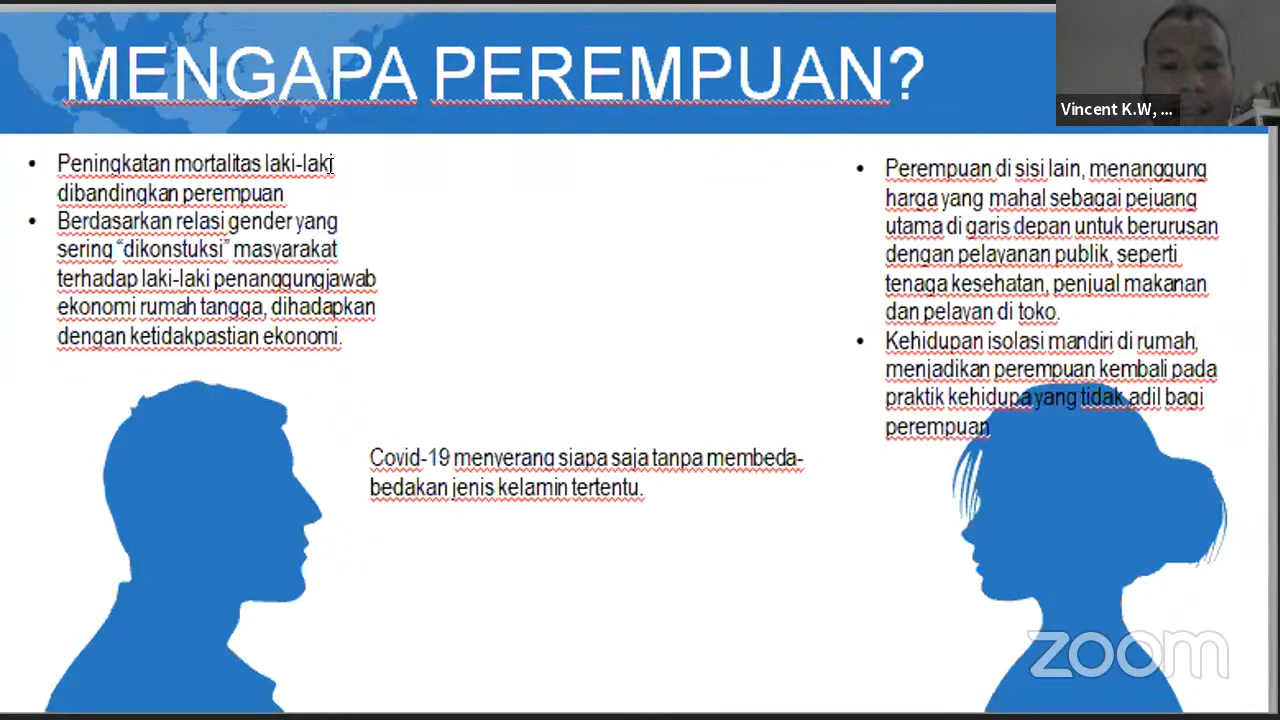 MENGAPA PEREMPUAN?
Vincent K.W, ...
• Peningkatan mortalitas laki-laki
dibandingkan perempuan
• Berdasarkan relasi gender yang
sering “dikonstuksi” masyarakat
terhadap laki-laki penanggungjawab
ekonomi rumah tangga, dihadapkan
dengan ketidakpastian ekonomi.
• Perempuan di sisi lain, menanggung
harga yang mahal sebagai pejuang
utama di garis depan untuk berurusan
dengan pelayanan publik, seperti
tenaga kesehatan, penjual makanan
dan pelayan di toko.
• Kehidupan isolasi mandiri di rumah,
menjadikan perempuan kembali pada
praktik kehidupa yang tidak adil bagi
perempuan
Covid-19 menyerang siapa saja tanpa membeda-
bedakan jenis kelamin tertentu.
zoom